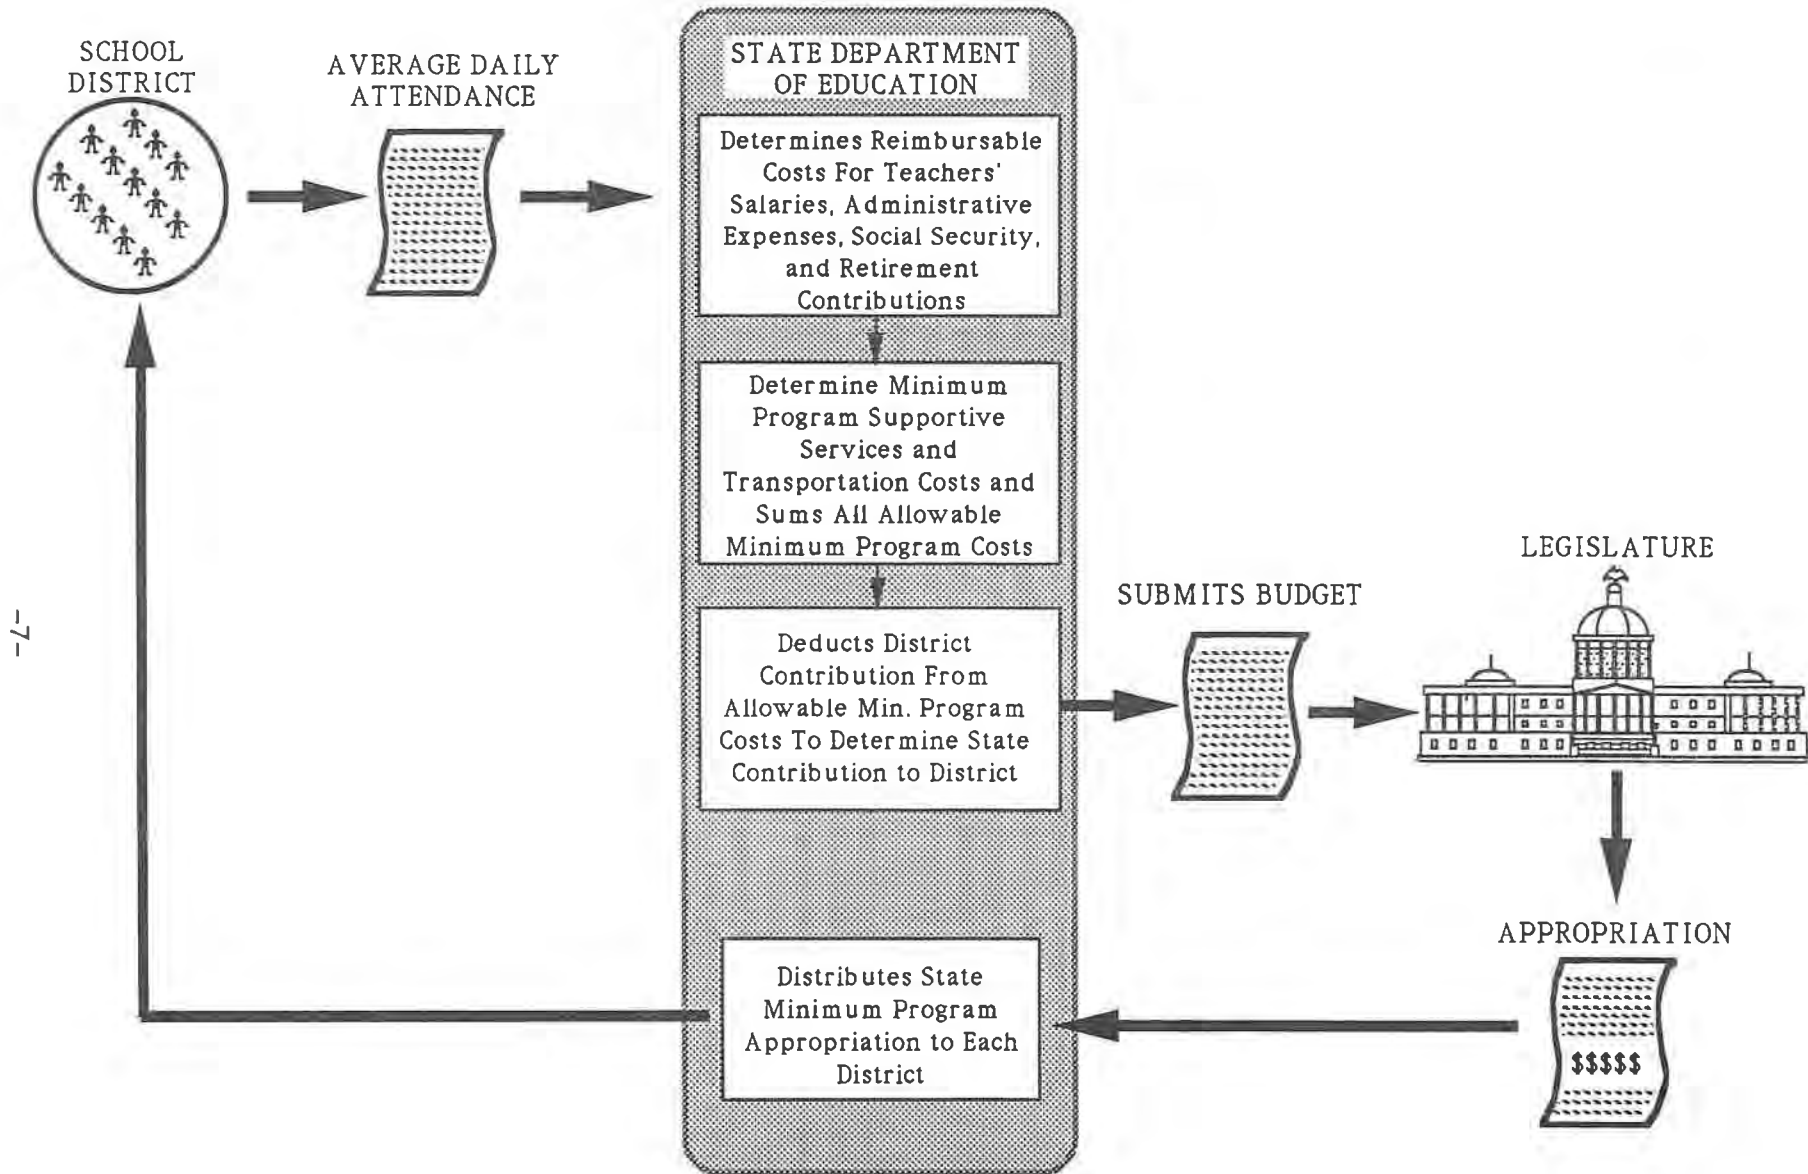 SCHOOL
DISTRICT
AVERAGE DAILY
ATTENDANCE
STATE DEPARTMENT
OF EDUCATION
Determines Reimbursable
Costs For Teachers'
Salaries, Administrative
Expenses, Social Security,
and Retirement
Contributions
Determine Minimum
Program Supportive
Services and
Transportation Costs and
Sums All Allowable
Minimum Program Costs
Deducts District
Contribution From
Allowable Min. Program
Costs To Determine State
Contribution to District
SUBMITS BUDGET
LEGISLATURE
APPROPRIATION
$$$$$
Distributes State
Minimum Program
Appropriation to Each
District
-7-